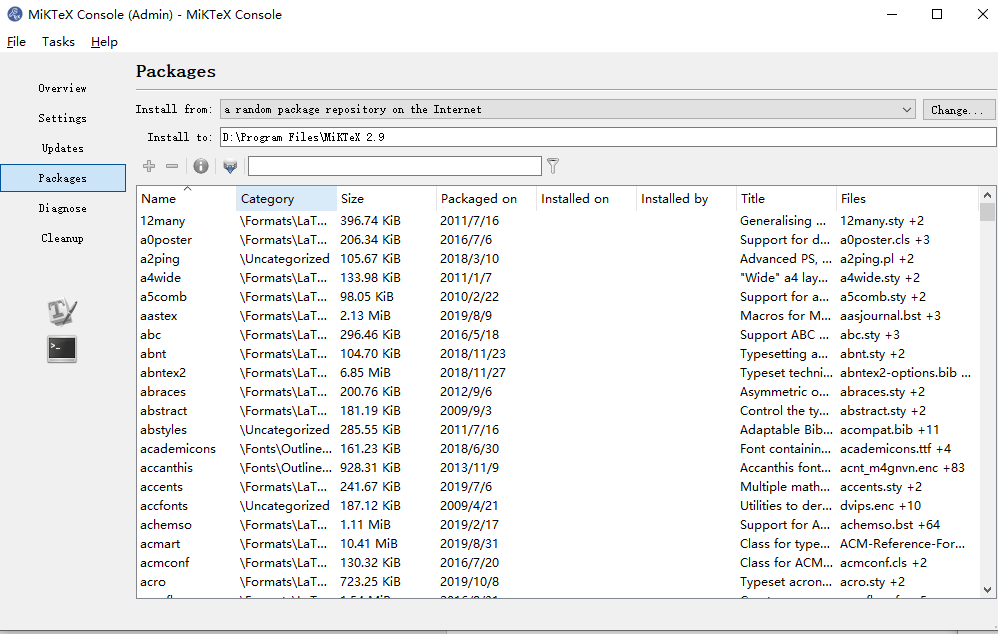 MiKTeX Console (Admin) - MiKTeX Console
File Tasks Help
Packages
Overview
Settings
Updates
Packages
Diagnose
Cleanup
Install from: a random package repository on the Internet Change...
Install to: D:\Program Files\MiKTeX 2.9
Name Category Size Packaged on Installed on Installed by Title Files
12many \Formats\LaT... 396.74 KiB 2011/7/16 Generalising ... 12many.sty +2
a0poster \Formats\LaT... 206.34 KiB 2016/7/6 Support for d... a0poster.cls +3
a2ping \Uncategorized 105.67 KiB 2018/3/10 Advanced PS, ... a2ping.pl +2
a4wide \Formats\LaT... 133.98 KiB 2011/1/7 "Wide" a4 lay... a4wide.sty +2
a5comb \Formats\LaT... 98.05 KiB 2010/2/22 Support for a... a5comb.sty +2
aastex \Formats\LaT... 2.13 MiB 2019/8/9 Macros for M... aasjournal.bst +3
abc \Formats\LaT... 296.46 KiB 2016/5/18 Support ABC ... abc.sty +3
abnt \Formats\LaT... 104.70 KiB 2018/11/23 Typesetting a... abnt.sty +2
abntex2 \Formats\LaT... 6.85 MiB 2018/11/27 Typeset techni... abntex2-options.bib ...
abraces \Formats\LaT... 200.76 KiB 2012/9/6 Asymmetric o... abraces.sty +2
abstract \Formats\LaT... 181.19 KiB 2009/9/3 Control the ty... abstract.sty +2
abstyles \Uncategorized 285.55 KiB 2011/7/16 Adaptable Bib... acompat.bib +11
academicons \Fonts\Outline... 161.23 KiB 2018/6/30 Font containin... academicons.ttf +4
accanthis \Fonts\Outline... 928.31 KiB 2013/11/9 Accanthis font... acnt_m4gnvn.enc +83
accents \Formats\LaT... 241.67 KiB 2019/7/6 Multiple math... accents.sty +2
accfonts \Uncategorized 187.12 KiB 2009/4/21 Utilities to der... dvips.enc +10
achemso \Formats\LaT... 1.11 MiB 2019/2/17 Support for A... achemso.bst +64
acmart \Formats\LaT... 10.41 MiB 2019/8/31 Class for type... ACM-Reference-For...
acmconf \Formats\LaT... 130.32 KiB 2016/7/20 Class for ACM... acmconf.cls +2
acro \Formats\LaT... 723.25 KiB 2019/10/8 Typeset acron... acro.sty +2